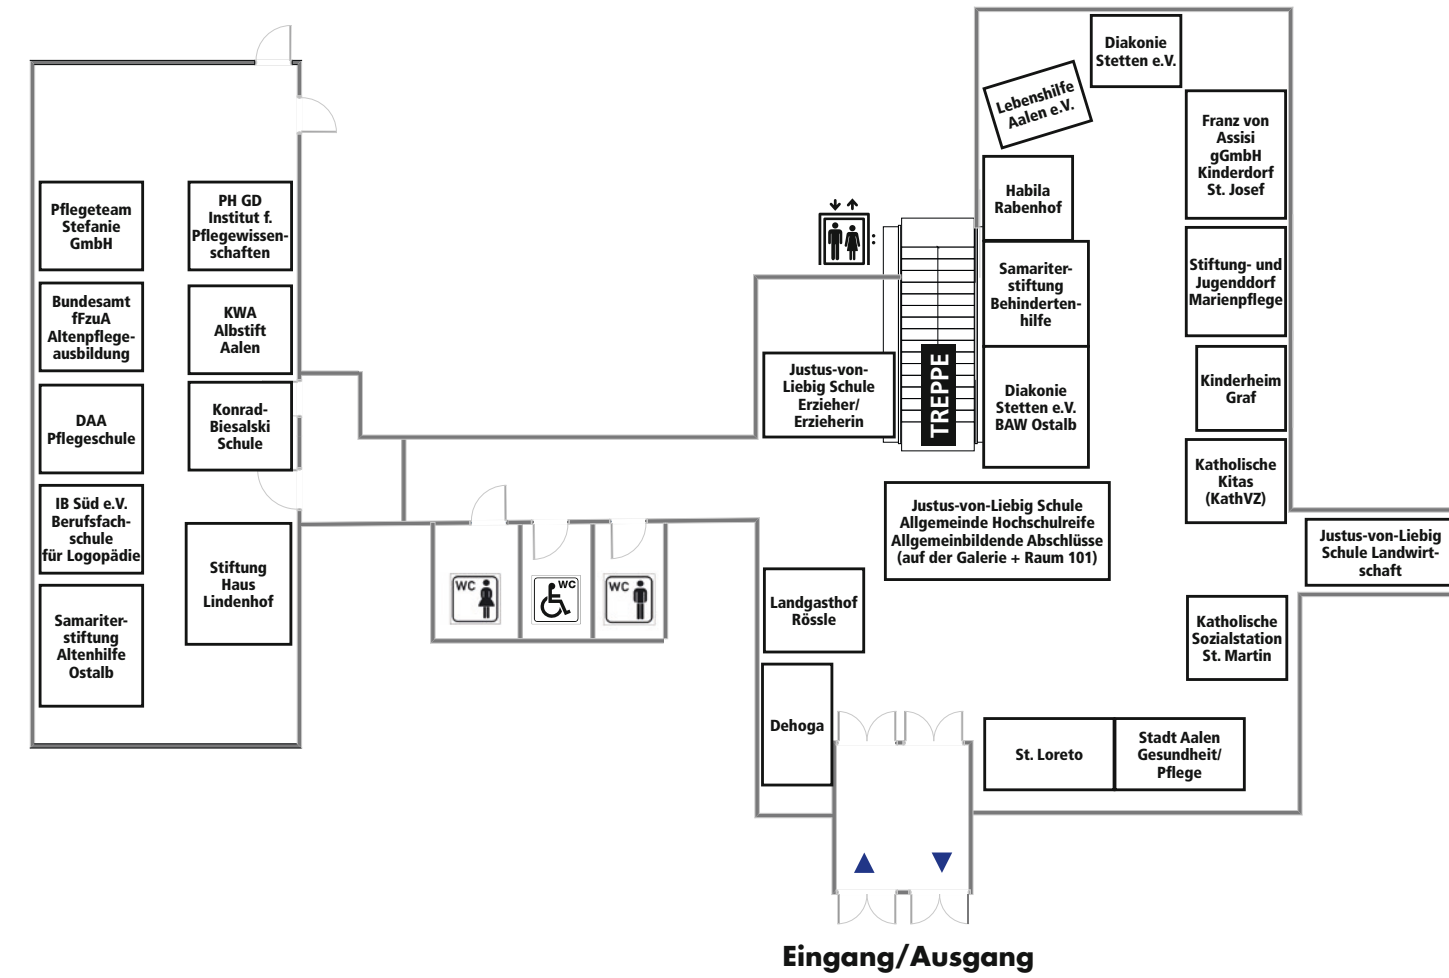 Diakonie
Stetten e.V.
Lebenshilfe
Aalen e.V.
Franz von
Assisi
gGmbH
Kinderdorf
St. Josef
Habila
Rabenhof
Pflegeteam
Stefanie
GmbH
PH GD
Institut f.
Pflegewissen-
schaften
Samariter-
stiftung
Behinderten-
hilfe
Stiftung- und
Jugenddorf
Marienpflege
Bundesamt
fFzuA
Altenpflege-
ausbildung
KWA
Albstift
Aalen
Justus-von-
Liebig Schule
Erzieher/
Erzieherin
TREPPE
Diakonie
Stetten e.V.
BAW Ostalb
Kinderheim
Graf
DAA
Pflegeschule
Konrad-
Biesalski
Schule
Katholische
Kitas
(KathVZ)
IB Süd e.V.
Berufsfach-
schule
für Logopädie
Justus-von-Liebig Schule
Allgemeinde Hochschulreife
Allgemeinbildende Abschlüsse
(auf der Galerie + Raum 101)
Justus-von-Liebig
Schule Landwirt-
schaft
Stiftung
Haus
Lindenhof
WC
WC
WC
Landgasthof
Rössle
Katholische
Sozialstation
St. Martin
Samariter-
stiftung
Altenhilfe
Ostalb
Dehoga
St. Loreto
Stadt Aalen
Gesundheit/
Pflege
Eingang/Ausgang